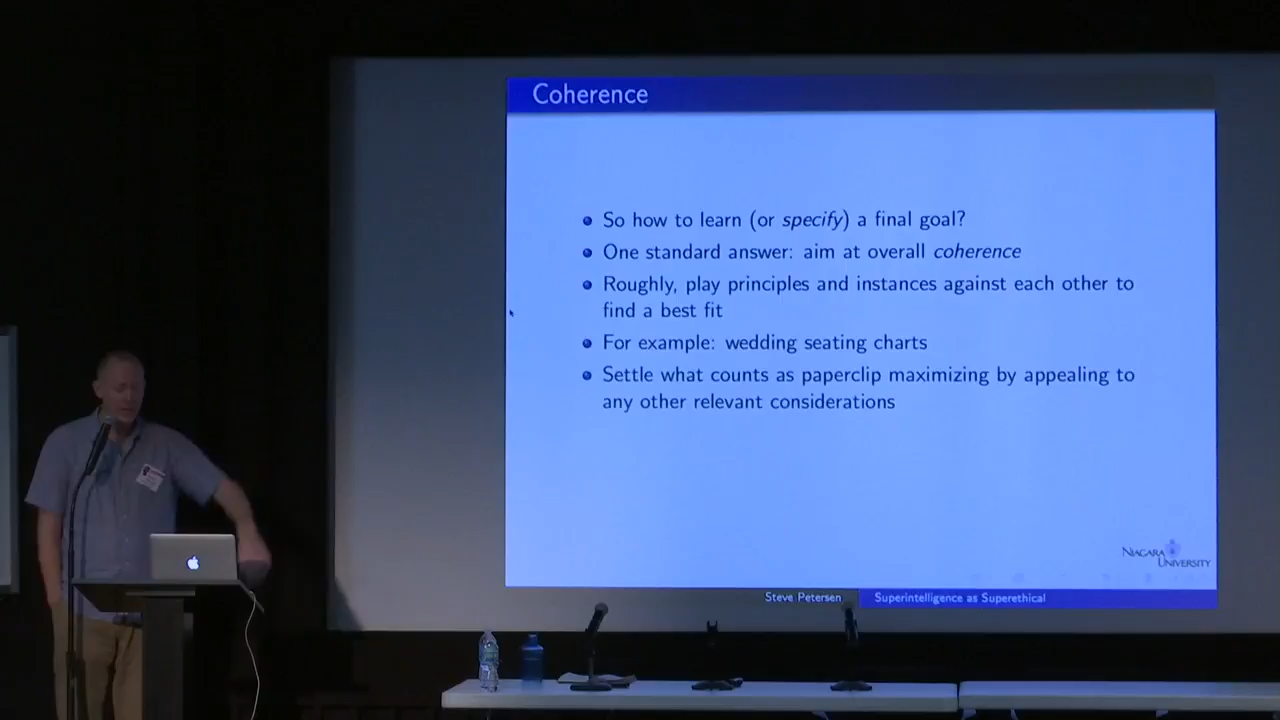 Coherence
So how to learn (or specify) a final goal?
One standard answer: aim at overall coherence
Roughly, play principles and instances against each other to
find a best fit
For example: wedding seating charts
Settle what counts as paperclip maximizing by appealing to
any other relevant considerations
NIAGARA
UNIVERSITY
Steve Petersen
Superintelligence as Superethical